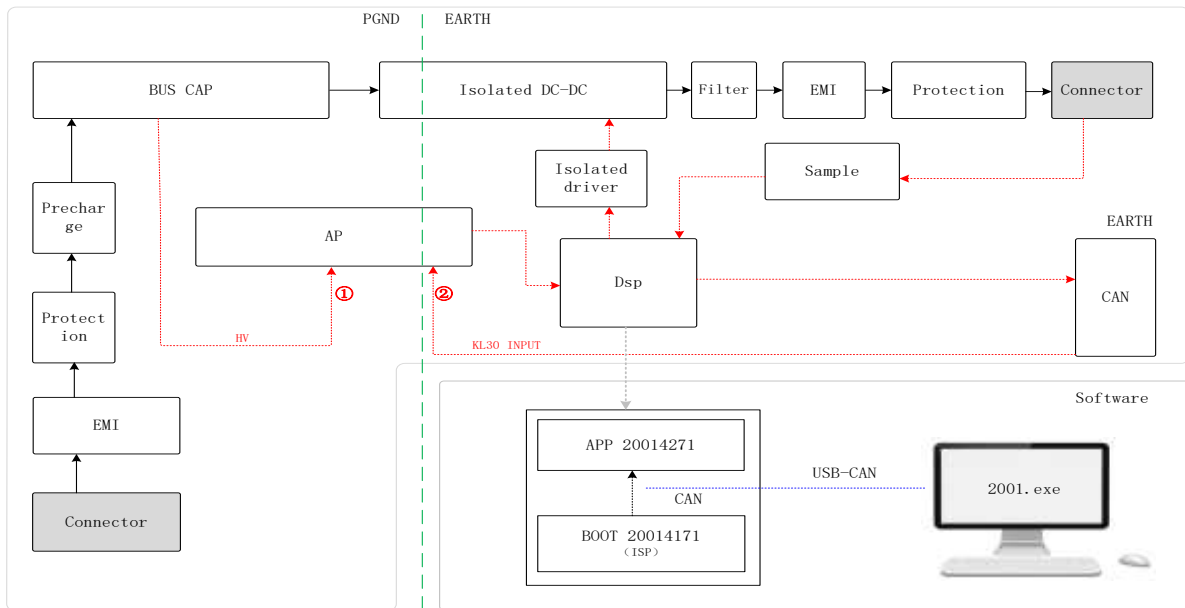 PGND
EARTH
BUS CAP
Isolated DC-DC
Filter
EMI
Protection
Connector
Isolated
driver
Sample
Prechar
ge
AP
EARTH
Dsp
CAN
①
②
Protect
ion
HV
KL30 INPUT
EMI
Software
APP 20014271
USB-CAN
2001.exe
CAN
Connector
BOOT 20014171
（ISP）